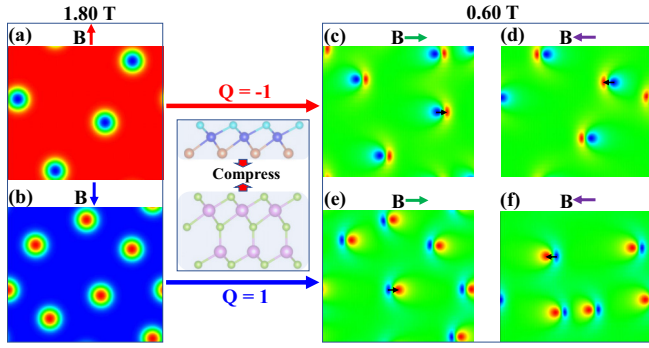 1.80 T
0.60 T
(a)
B
(c)
B
(d)
B
Q = -1
Compress
(b)
B
(e)
B
(f)
B
Q = 1